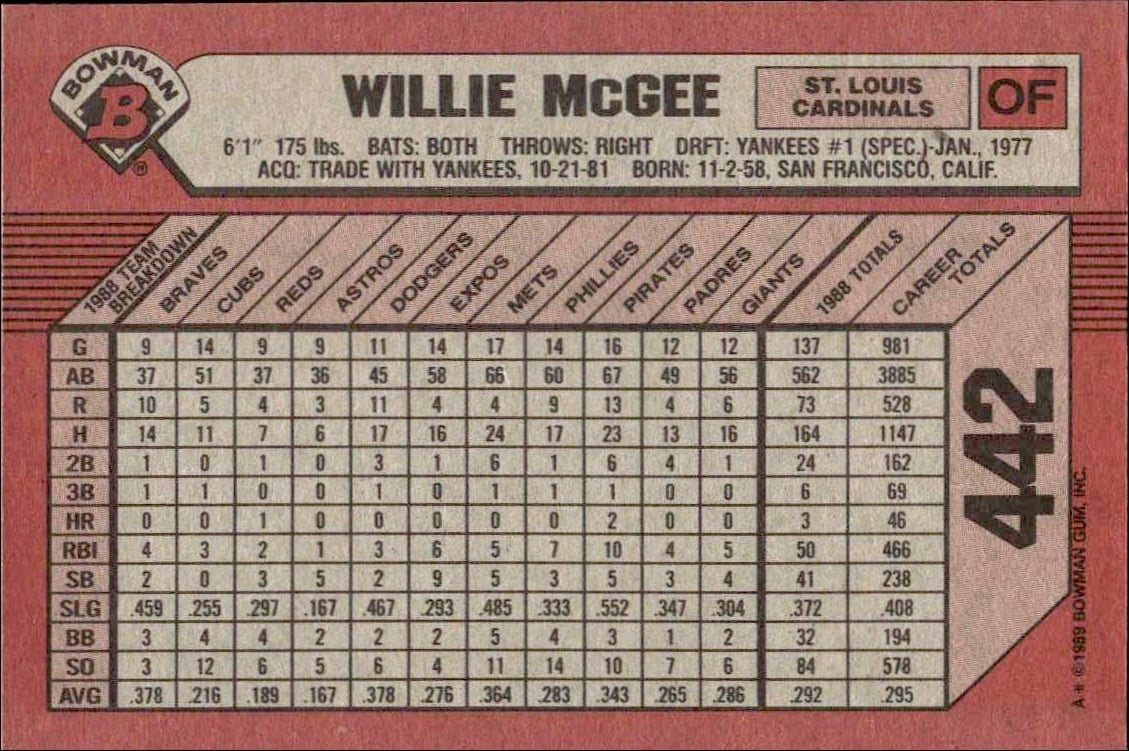 BOWMAN
B
®
WILLIE McGEE
ST. LOUIS
CARDINALS
OF
6'1" 175 lbs. BATS: BOTH THROWS: RIGHT DRFT: YANKEES #1 (SPEC.)-JAN., 1977
ACQ: TRADE WITH YANKEES, 10-21-81 BORN: 11-2-58, SAN FRANCISCO, CALIF.
1988 TEAM BREAKDOWN BRAVES CUBS REDS ASTROS DODGERS EXPOS METS PHILLIES PIRATES PADRES GIANTS 1988 TOTALS CAREER TOTALS
G 9 14 9 9 11 14 17 14 16 12 12 137 981
AB 37 51 37 36 45 58 66 60 67 49 56 562 3885
R 10 5 4 3 11 4 4 9 13 4 6 73 528
H 14 11 7 6 17 16 24 17 23 13 16 164 1147
2B 1 0 1 0 3 1 6 1 6 4 1 24 162
3B 1 1 0 0 1 0 1 1 1 0 0 6 69
HR 0 0 1 0 0 0 0 0 2 0 0 3 46
RBI 4 3 2 1 3 6 5 7 10 4 5 50 466
SB 2 0 3 5 2 9 5 3 5 3 4 41 238
SLG .459 .255 .297 .167 .467 .293 .485 .333 .552 .347 .304 .372 .408
BB 3 4 4 2 2 2 5 4 3 1 2 32 194
SO 3 12 6 5 6 4 11 14 10 7 6 84 578
AVG .378 .216 .189 .167 .378 .276 .364 .283 .343 .265 .286 .292 .295
442
©1989 BOWMAN GUM, INC.